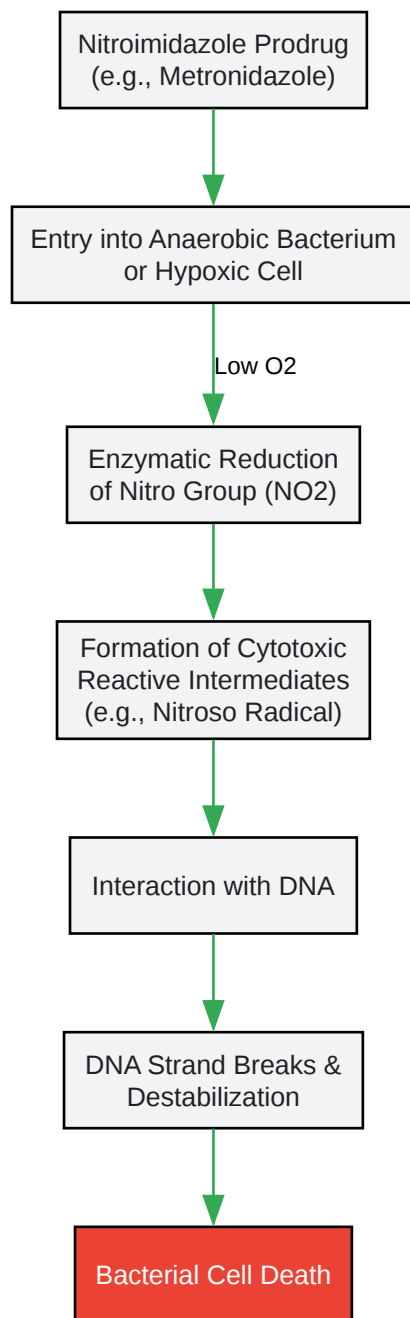 Nitroimidazole Prodrug
(e.g., Metronidazole)
Entry into Anaerobic Bacterium
or Hypoxic Cell
Low O2
Enzymatic Reduction
of Nitro Group (NO2)
Formation of Cytotoxic
Reactive Intermediates
(e.g., Nitroso Radical)
Interaction with DNA
DNA Strand Breaks &
Destabilization
Bacterial Cell Death